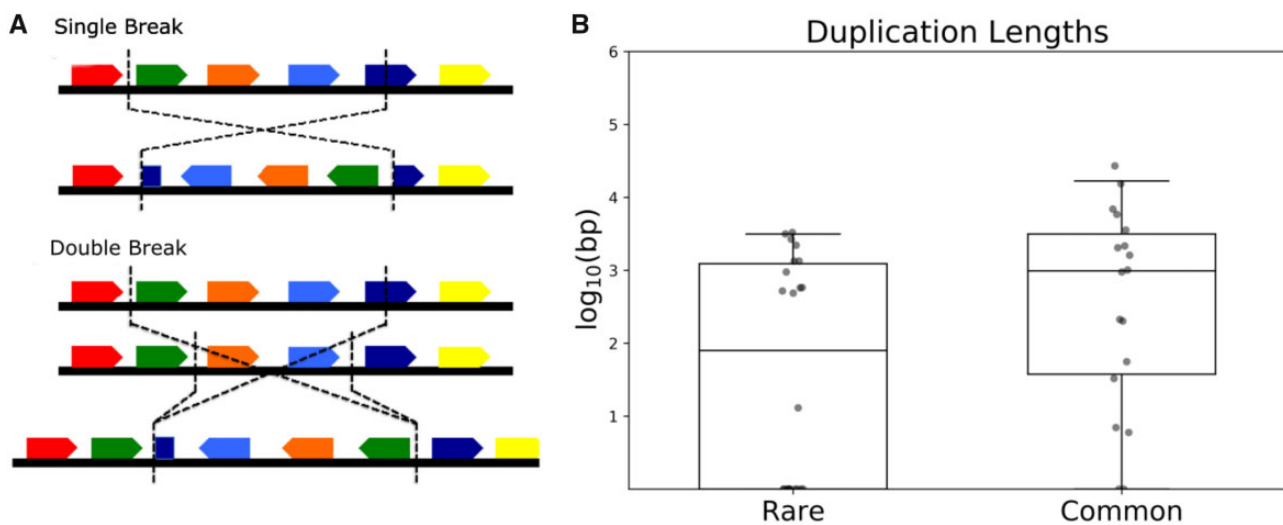 A
Single Break
Double Break
B
Duplication Lengths
log₁₀(bp)
6
5
4
3
2
1
Rare
Common